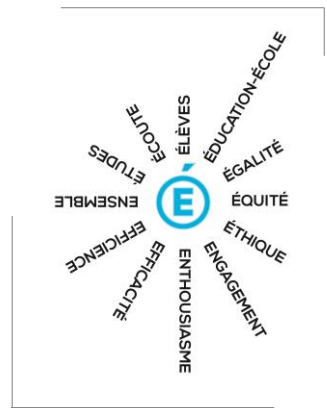 É
ÉLÈVES
ÉDUCATION-ÉCOLE
ÉGALITÉ
ÉQUITÉ
ÉTHIQUE
ENGAGEMENT
ENTHOUSIASME
EFFICACITÉ
EFFICIENCE
ENSEMBLE
ÉTUDES
ÉCOUTE